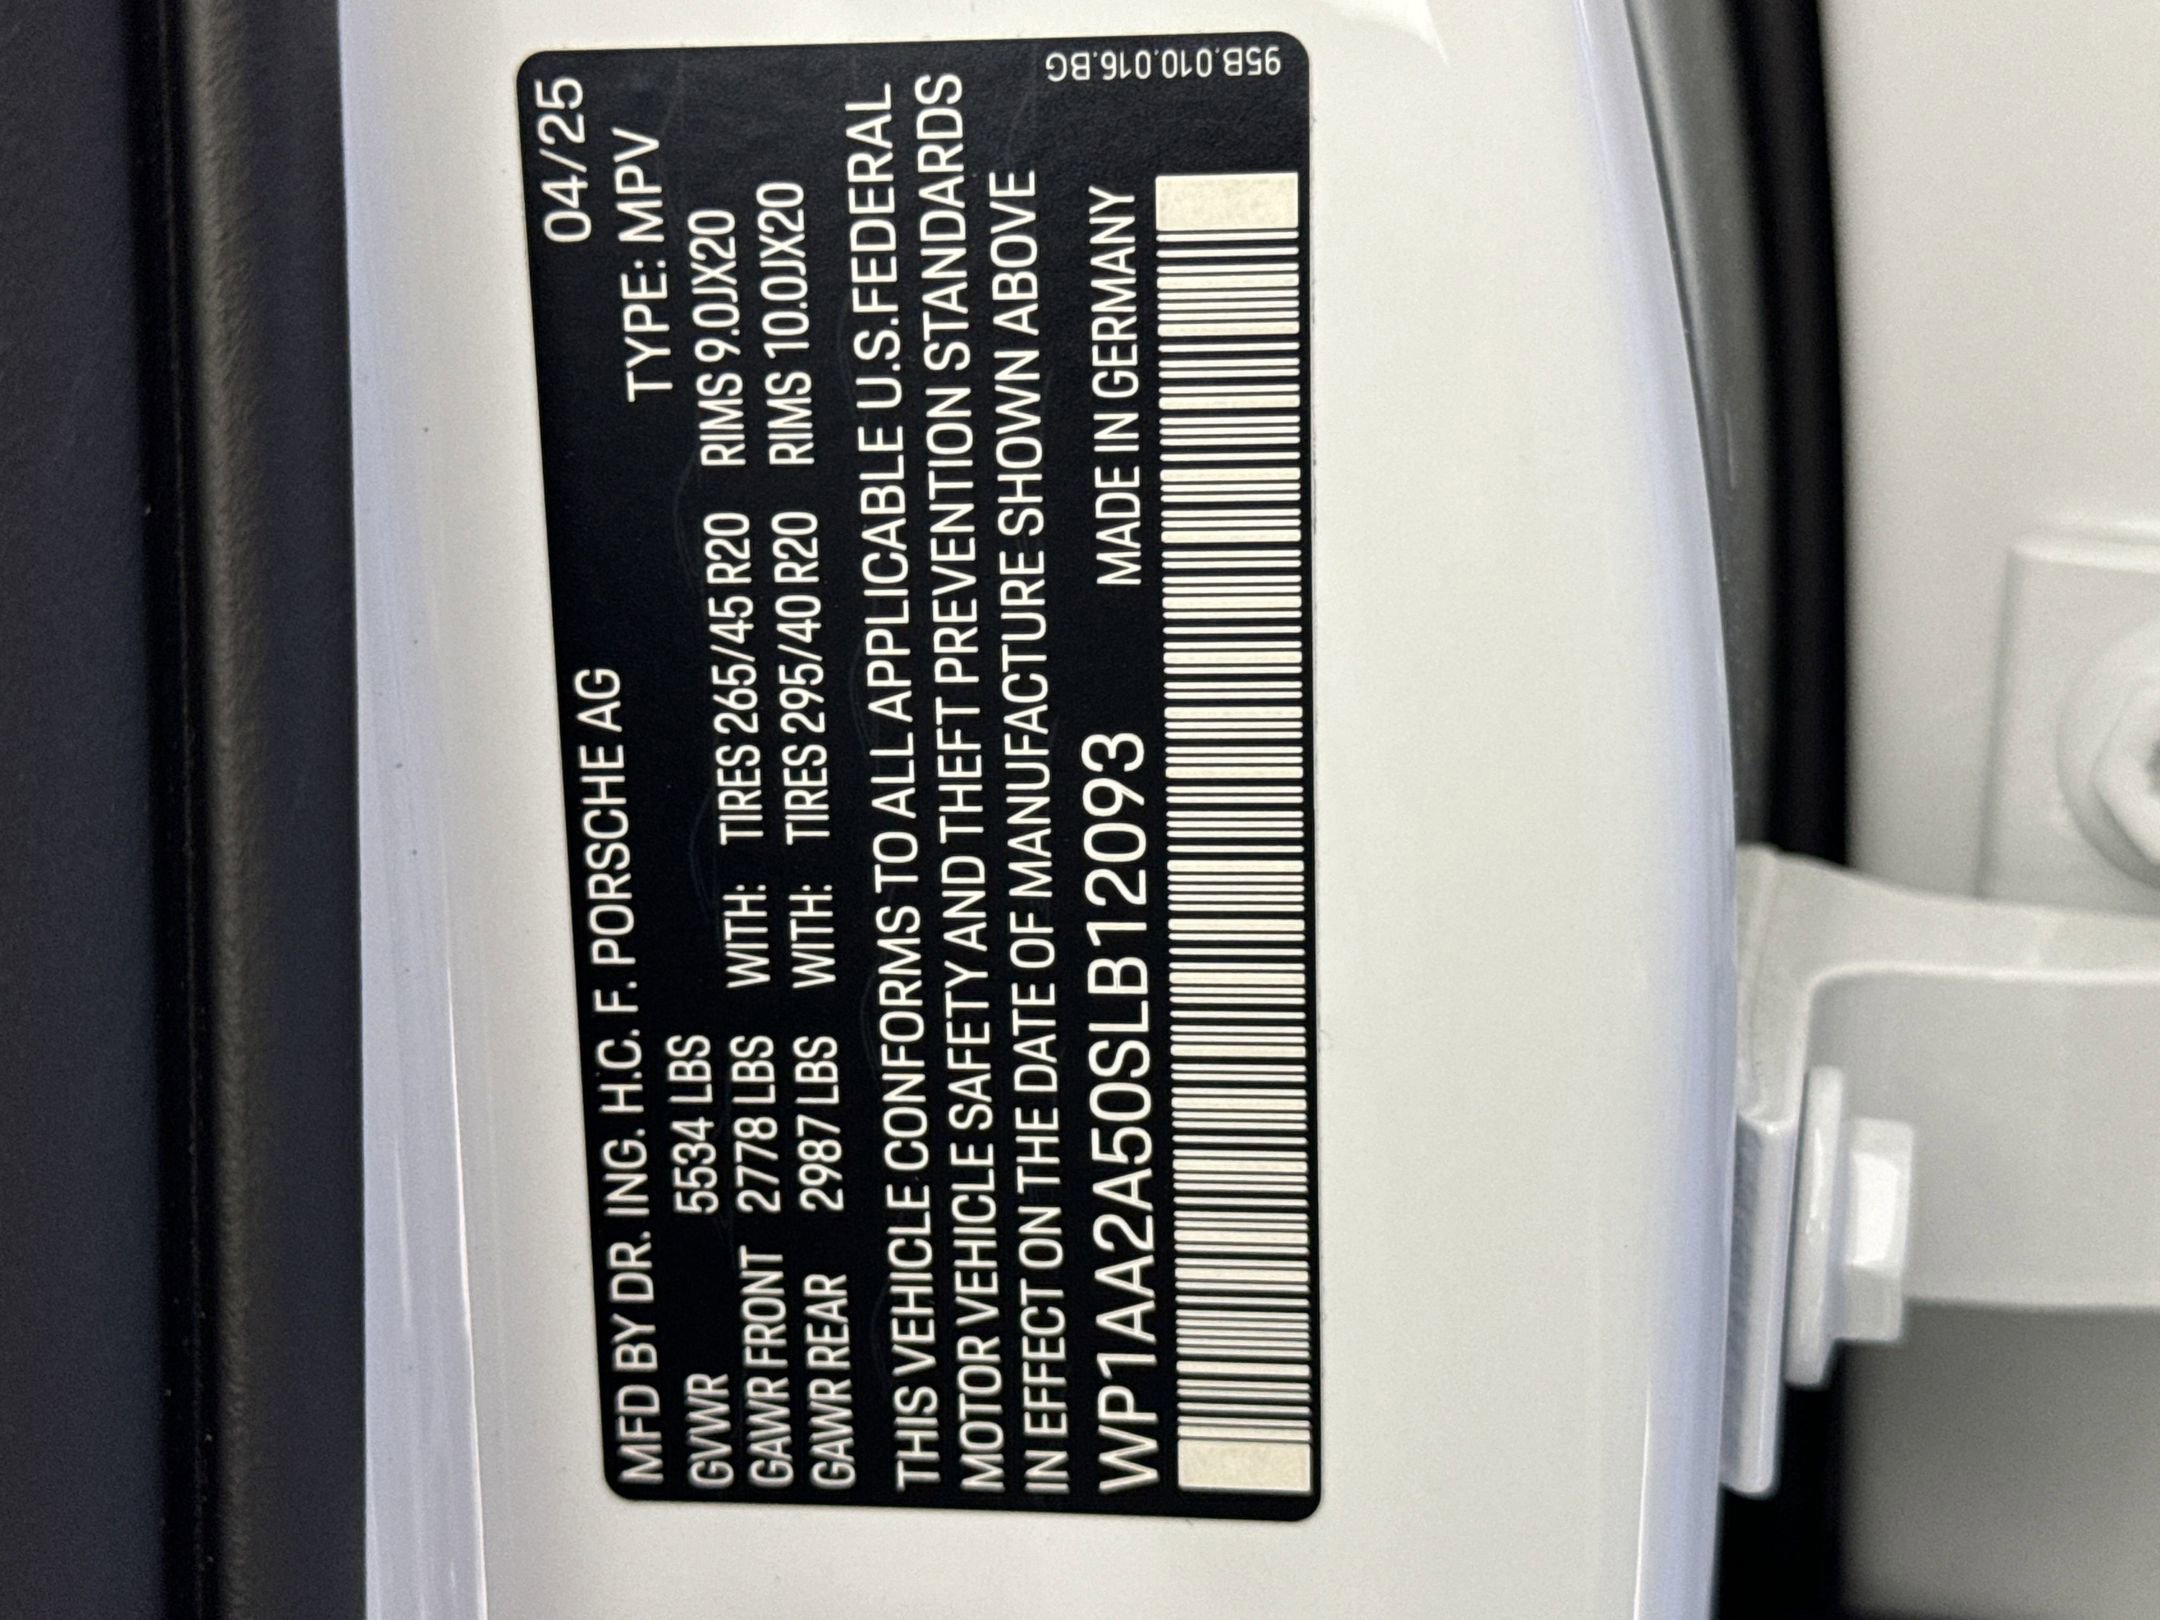 MFD BY DR. ING. H.C. F. PORSCHE AG 04/25
GVWR 5534 LBS TYPE: MPV
GAWR FRONT 2778 LBS WITH: TIRES 265/45 R20 RIMS 9.0JX20
GAWR REAR 2987 LBS WITH: TIRES 295/40 R20 RIMS 10.0JX20
THIS VEHICLE CONFORMS TO ALL APPLICABLE U.S.FEDERAL
MOTOR VEHICLE SAFETY AND THEFT PREVENTION STANDARDS
IN EFFECT ON THE DATE OF MANUFACTURE SHOWN ABOVE
WP1AA2A50SLB12093 MADE IN GERMANY
95B.010.016.BG